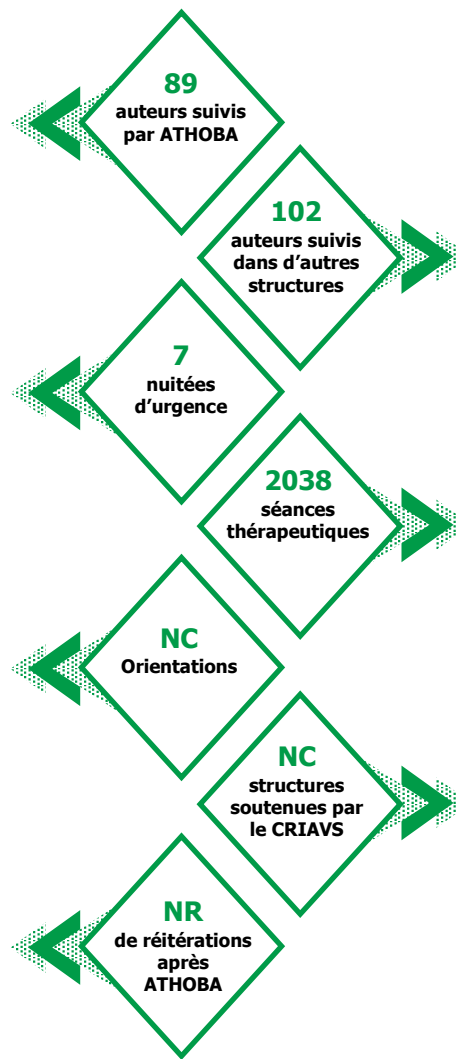 89
auteurs suivis
par ATHOBA
102
auteurs suivis
dans d'autres
structures
7
nuitées
d'urgence
2038
séances
thérapeutiques
NC
Orientations
NC
structures
soutenues par
le CRIAVS
NR
de réitérations
après
ATHOBA